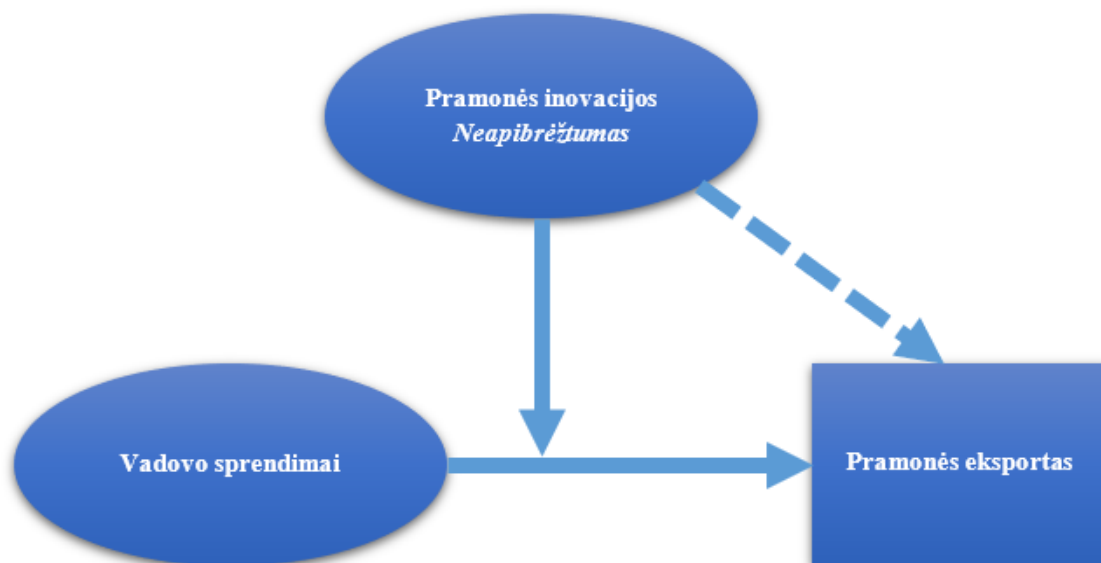 Pramonės inovacijos
Neapibrėžtumas
Vadovo sprendimai
Pramonės eksportas